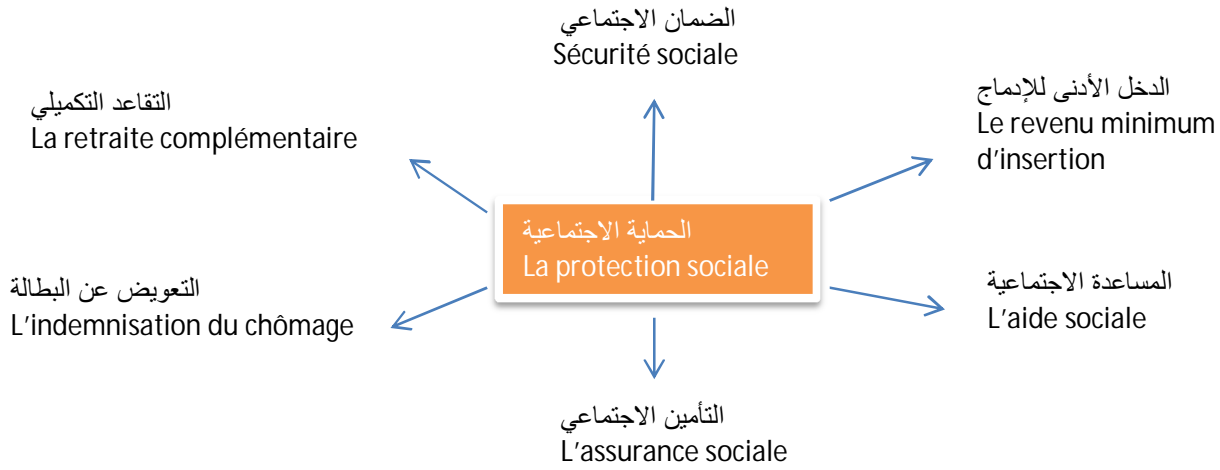 الضمان الاجتماعي
Sécurité sociale
التقاعد التكميلي
La retraite complémentaire
الدخل الأدنى للإدماج
Le revenu minimum
d'insertion
الحماية الاجتماعية
La protection sociale
التعويض عن البطالة
L'indemnisation du chômage
المساعدة الاجتماعية
L'aide sociale
التأمين الاجتماعي
L'assurance sociale